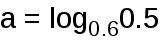 a = log₀.₆0.5